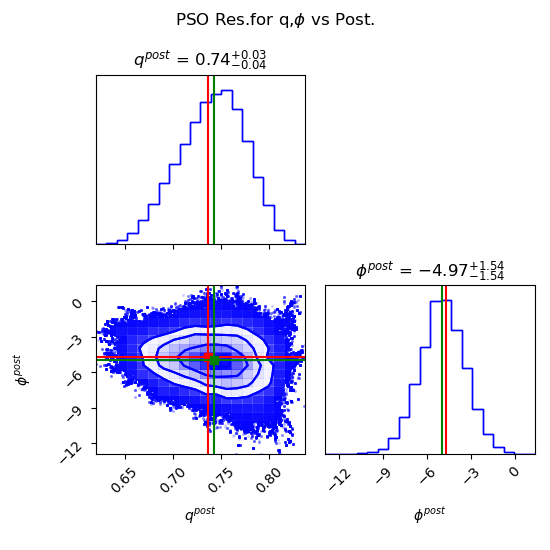 PSO Res.for q,ϕ vs Post.
q^{post} = 0.74^{+0.03}_{-0.04}
ϕ^{post} = −4.97^{+1.54}_{-1.54}
ϕ^{post}
0
−3
−6
−9
−12
0.65 0.70 0.75 0.80
q^{post}
−12 −9 −6 −3 0
ϕ^{post}